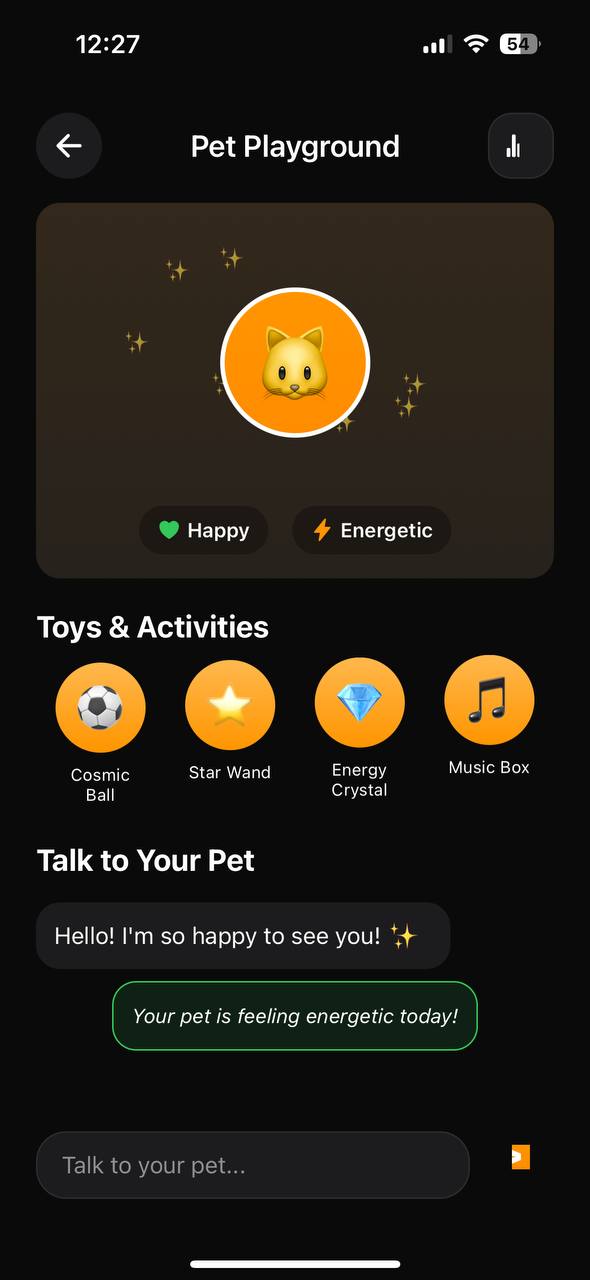 12:27
54
Pet Playground
Happy
Energetic
Toys & Activities
Cosmic
Ball
Star Wand
Energy
Crystal
Music Box
Talk to Your Pet
Hello! I'm so happy to see you! ✨
Your pet is feeling energetic today!
Talk to your pet...